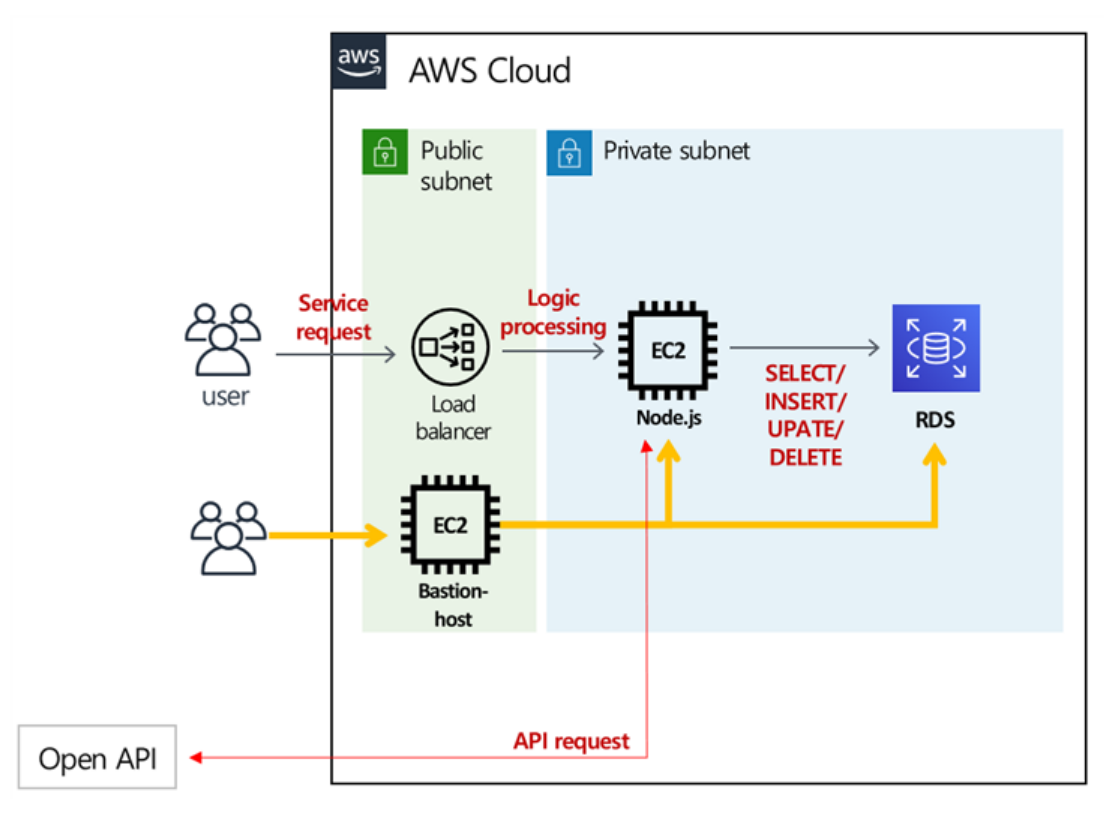 aws
AWS Cloud
Public
subnet
Private subnet
Service
request
Logic
processing
EC2
user
Load
balancer
Node.js
SELECT/
INSERT/
UPATE/
DELETE
RDS
EC2
Bastion-
host
API request
Open API